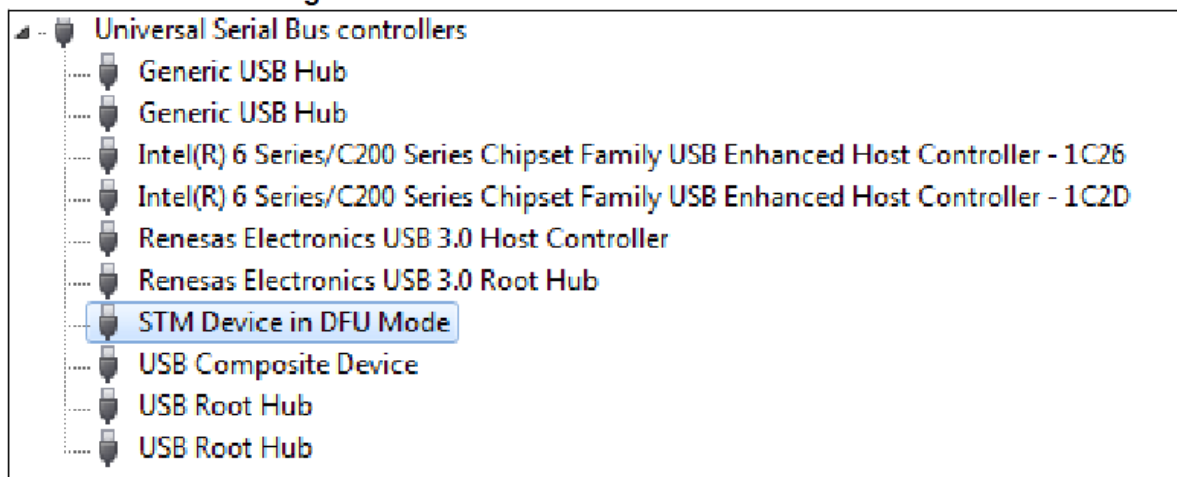 Universal Serial Bus controllers
Generic USB Hub
Generic USB Hub
Intel(R) 6 Series/C200 Series Chipset Family USB Enhanced Host Controller - 1C26
Intel(R) 6 Series/C200 Series Chipset Family USB Enhanced Host Controller - 1C2D
Renesas Electronics USB 3.0 Host Controller
Renesas Electronics USB 3.0 Root Hub
STM Device in DFU Mode
USB Composite Device
USB Root Hub
USB Root Hub